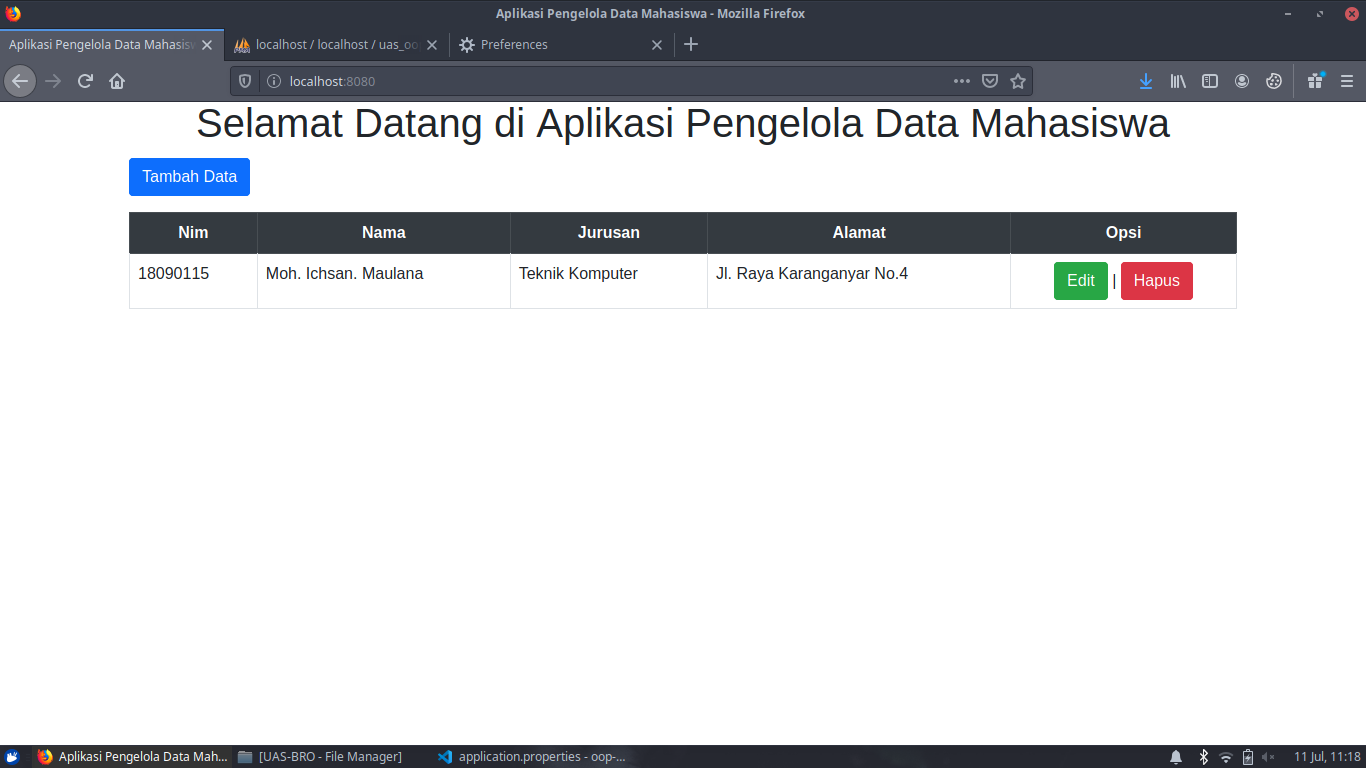 Aplikasi Pengelola Data Mahasiswa - Mozilla Firefox
Aplikasi Pengelola Data Mahasisw
localhost / localhost / uas_oo
Preferences
localhost:8080
Selamat Datang di Aplikasi Pengelola Data Mahasiswa
Tambah Data
Nim Nama Jurusan Alamat Opsi
18090115 Moh. Ichsan. Maulana Teknik Komputer Jl. Raya Karanganyar No.4 Edit | Hapus
Aplikasi Pengelola Data Mah... [UAS-BRO - File Manager] application.properties - oop-... 11 Jul, 11:18